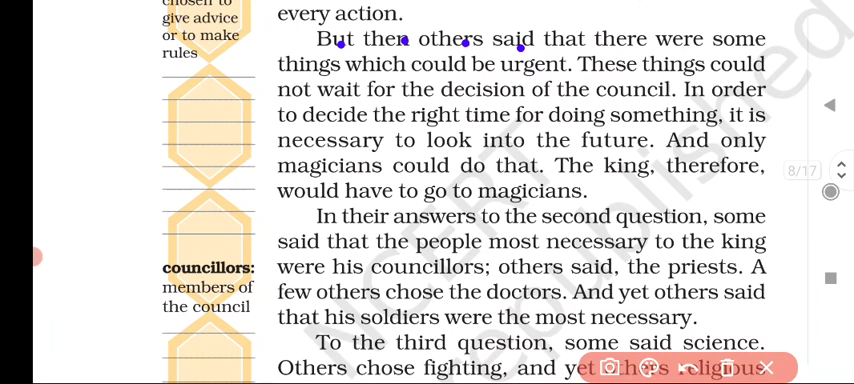 chosen to
give advice
or to make
rules
councillors:
members of
the council
every action.
But then others said that there were some
things which could be urgent. These things could
not wait for the decision of the council. In order
to decide the right time for doing something, it is
necessary to look into the future. And only
magicians could do that. The king, therefore,
would have to go to magicians.
In their answers to the second question, some
said that the people most necessary to the king
were his councillors; others said, the priests. A
few others chose the doctors. And yet others said
that his soldiers were the most necessary.
To the third question, some said science.
Others chose fighting, and yet others religious
8/17
NCERT
republished